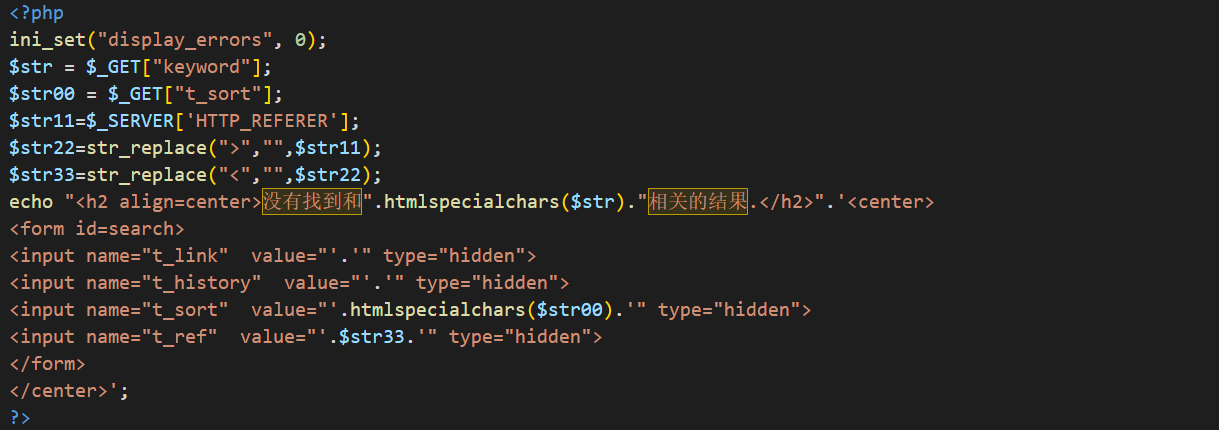 <?php
ini_set("display_errors", 0);
$str = $_GET["keyword"];
$str00 = $_GET["t_sort"];
$str11=$_SERVER['HTTP_REFERER'];
$str22=str_replace(">","",$str11);
$str33=str_replace("<","",$str22);
echo "<h2 align=center>没有找到和".htmlspecialchars($str)."相关的结果.</h2>".'<center>
<form id=search>
<input name="t_link"  value="'.'" type="hidden">
<input name="t_history"  value="'.'" type="hidden">
<input name="t_sort"  value="'.htmlspecialchars($str00).'" type="hidden">
<input name="t_ref"  value="'.$str33.'" type="hidden">
</form>
</center>';
?>